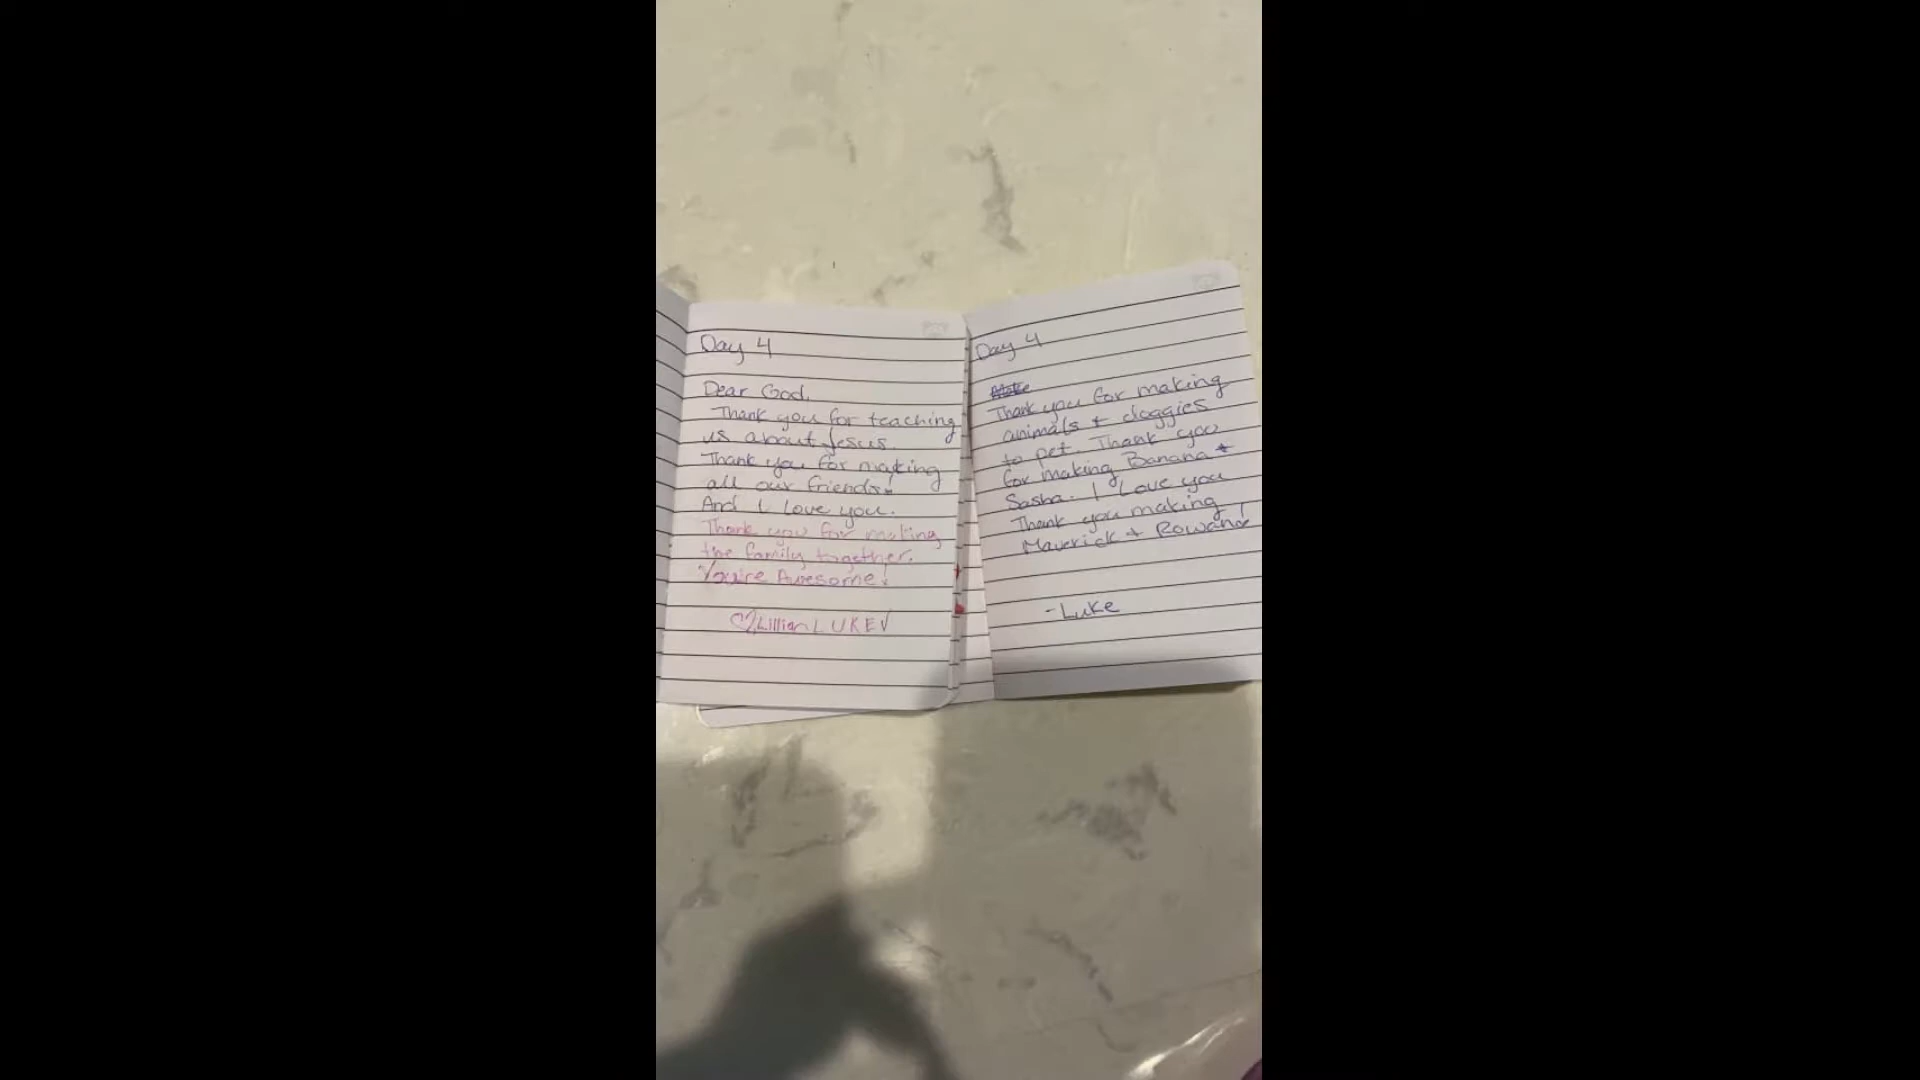 Day 4
Dear God,
Thank you for teaching
us about Jesus.
Thank you for making
all our friends!
And I love you.
Thank you for making
the family together.
You're Awesome!
Lillian LUKE
Day 4
Thank you for making
animals + doggies
to pet. Thank you
for making Banana +
Sasha. I Love you
Thank you making
Maverick + Rowan!
-Luke